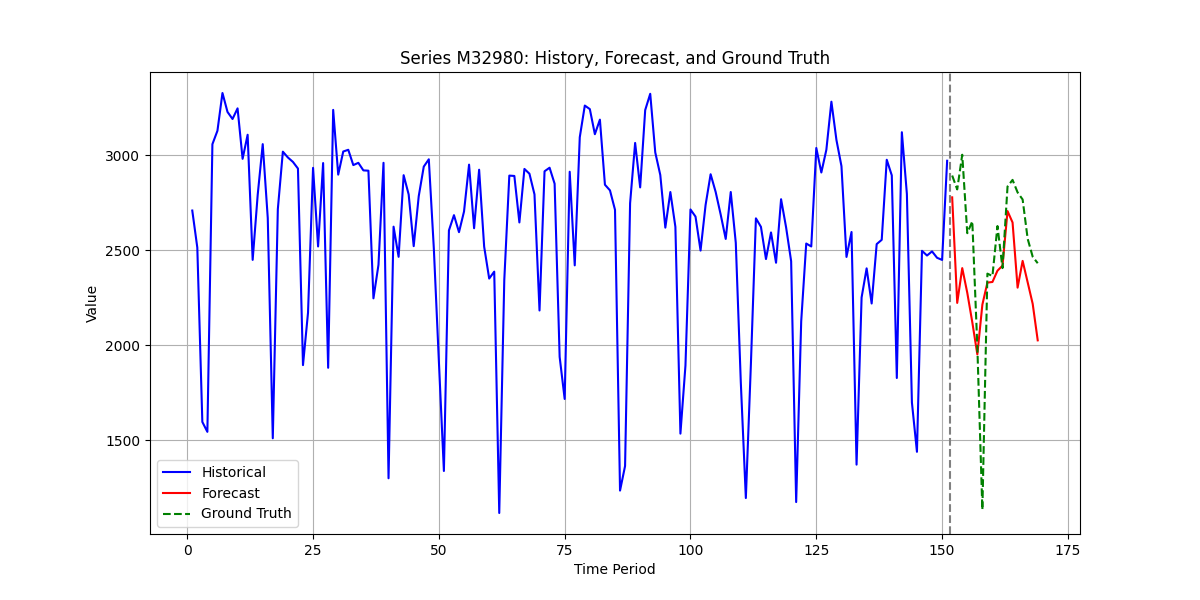 Series M32980: History, Forecast, and Ground Truth
Value
3000
2500
2000
1500
Historical
Forecast
Ground Truth
0 25 50 75 100 125 150 175
Time Period